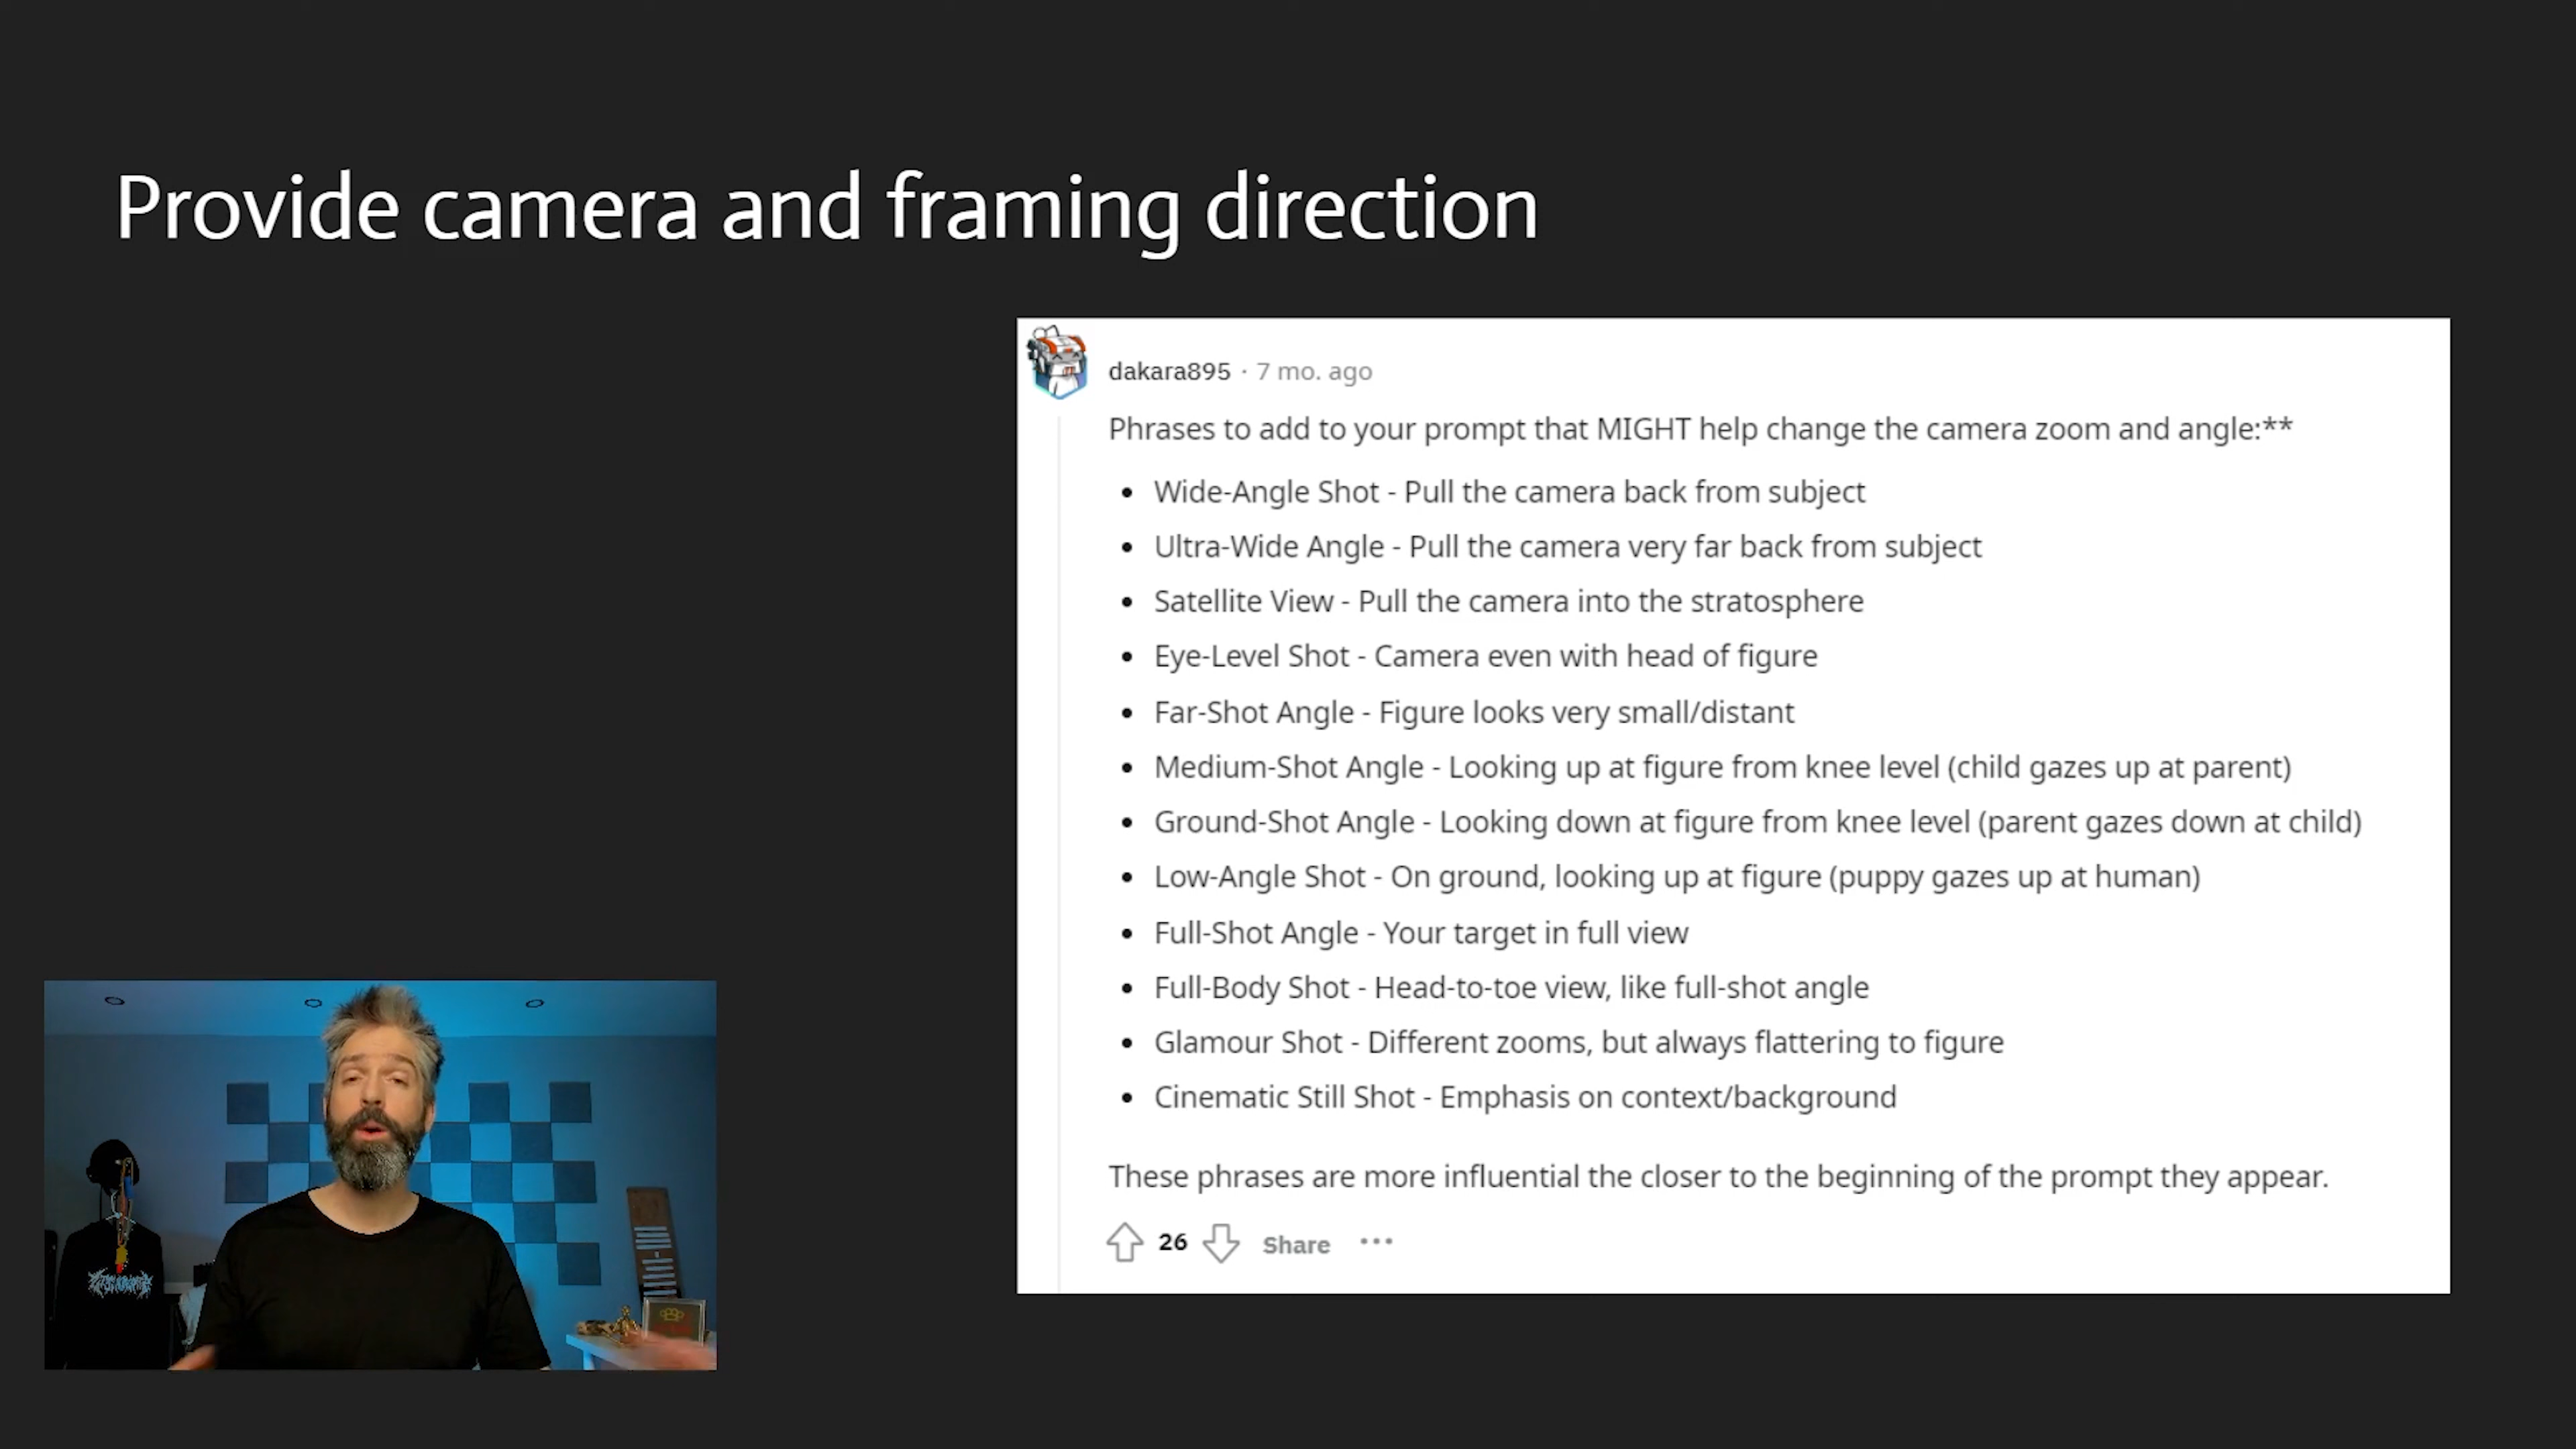 Provide camera and framing direction
dakara895 · 7 mo. ago
Phrases to add to your prompt that MIGHT help change the camera zoom and angle:**
• Wide-Angle Shot - Pull the camera back from subject
• Ultra-Wide Angle - Pull the camera very far back from subject
• Satellite View - Pull the camera into the stratosphere
• Eye-Level Shot - Camera even with head of figure
• Far-Shot Angle - Figure looks very small/distant
• Medium-Shot Angle - Looking up at figure from knee level (child gazes up at parent)
• Ground-Shot Angle - Looking down at figure from knee level (parent gazes down at child)
• Low-Angle Shot - On ground, looking up at figure (puppy gazes up at human)
• Full-Shot Angle - Your target in full view
• Full-Body Shot - Head-to-toe view, like full-shot angle
• Glamour Shot - Different zooms, but always flattering to figure
• Cinematic Still Shot - Emphasis on context/background
These phrases are more influential the closer to the beginning of the prompt they appear.
26 Share ...